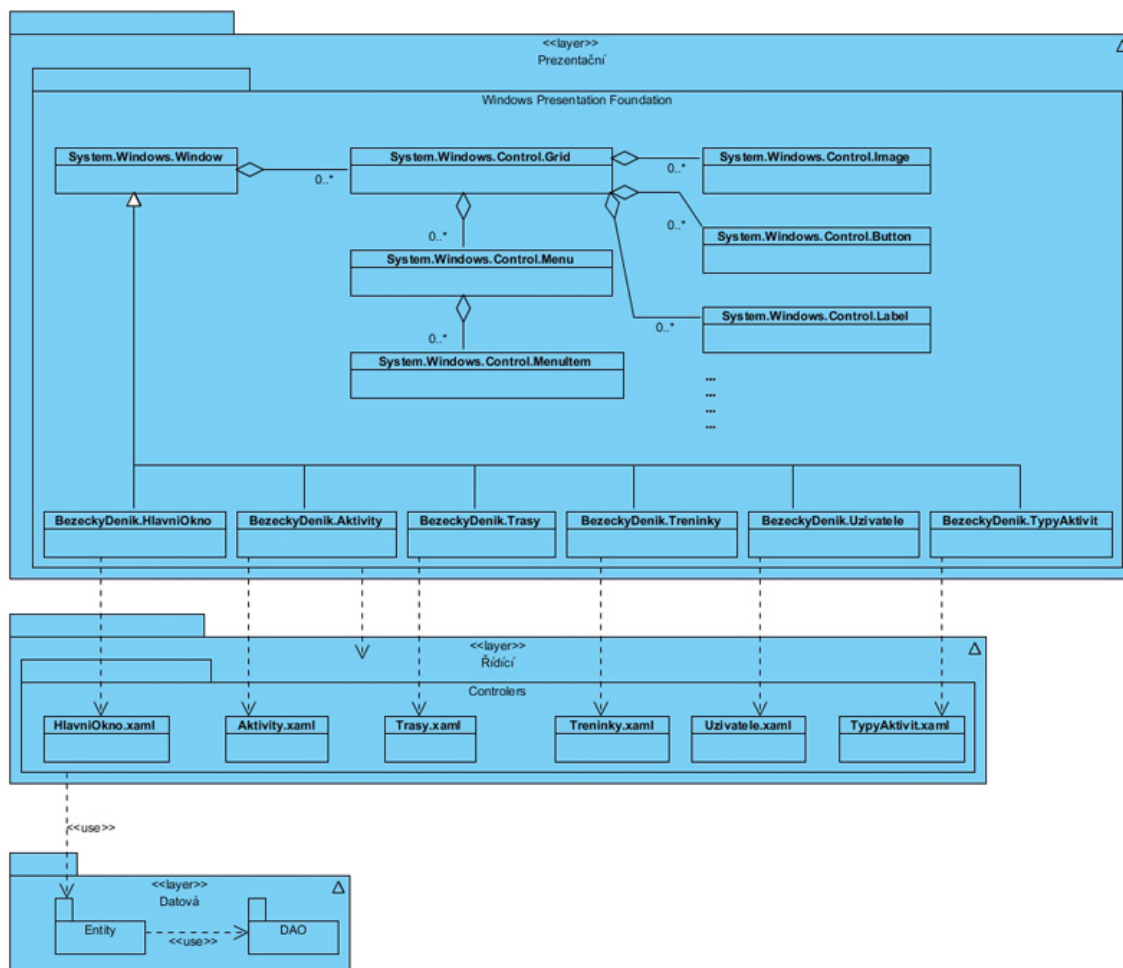 <<layer>>
Prezentační
Windows Presentation Foundation
System.Windows.Window
System.Windows.Control.Grid
System.Windows.Control.Image
0..*
0..*
0..*
0..*
System.Windows.Control.Button
System.Windows.Control.Menu
System.Windows.Control.Label
0..*
0..*
System.Windows.Control.MenuItem
...
...
...
...
BezeckyDenik.HlavniOkno
BezeckyDenik.Aktivity
BezeckyDenik.Trasy
BezeckyDenik.Treninky
BezeckyDenik.Uzivatele
BezeckyDenik.TypyAktivit
<<layer>>
Řídící
Controlers
HlavniOkno.xaml
Aktivity.xaml
Trasy.xaml
Treninky.xaml
Uzivatele.xaml
TypyAktivit.xaml
<<use>>
<<layer>>
Datová
Entity
<<use>>
DAO